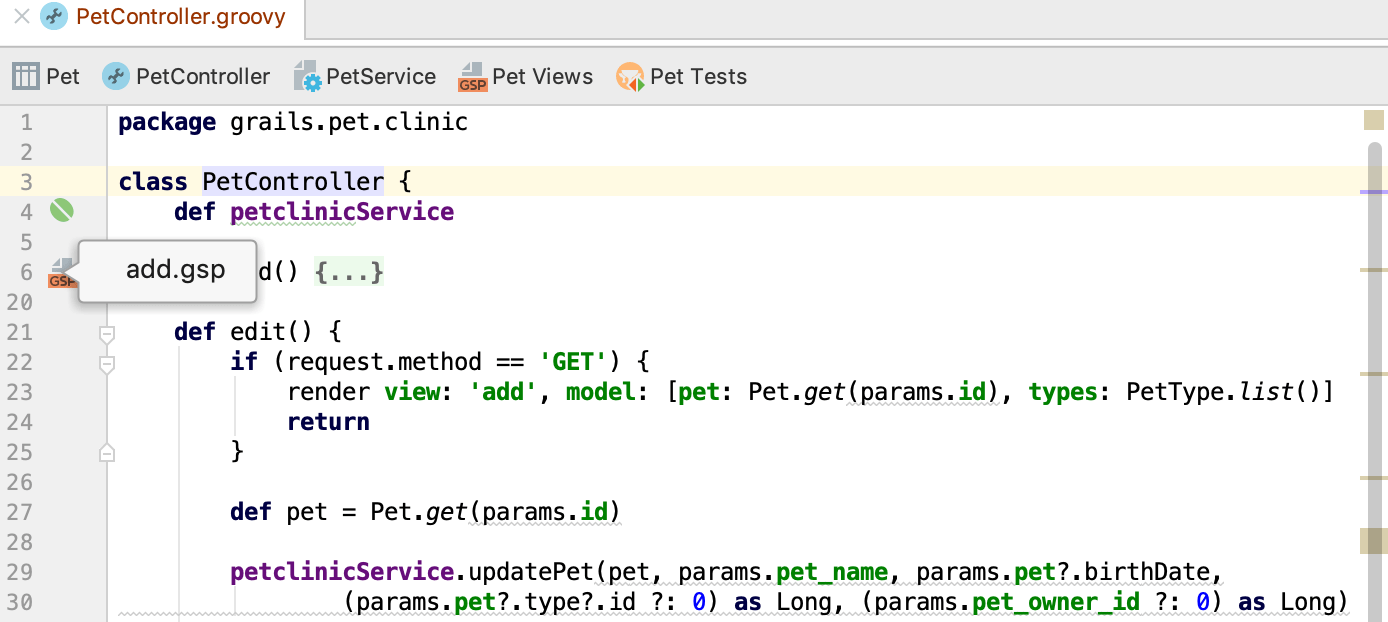 PetController.groovy
Pet PetController PetService GSP Pet Views Pet Tests
1 package grails.pet.clinic
2
3 class PetController {
4 def petclinicService
5
6 GSP add.gsp d() {...}
20
21 def edit() {
22 if (request.method == 'GET') {
23 render view: 'add', model: [pet: Pet.get(params.id), types: PetType.list()]
24 return
25 }
26
27 def pet = Pet.get(params.id)
28
29 petclinicService.updatePet(pet, params.pet_name, params.pet?.birthDate,
30 (params.pet?.type?.id ?: 0) as Long, (params.pet_owner_id ?: 0) as Long)